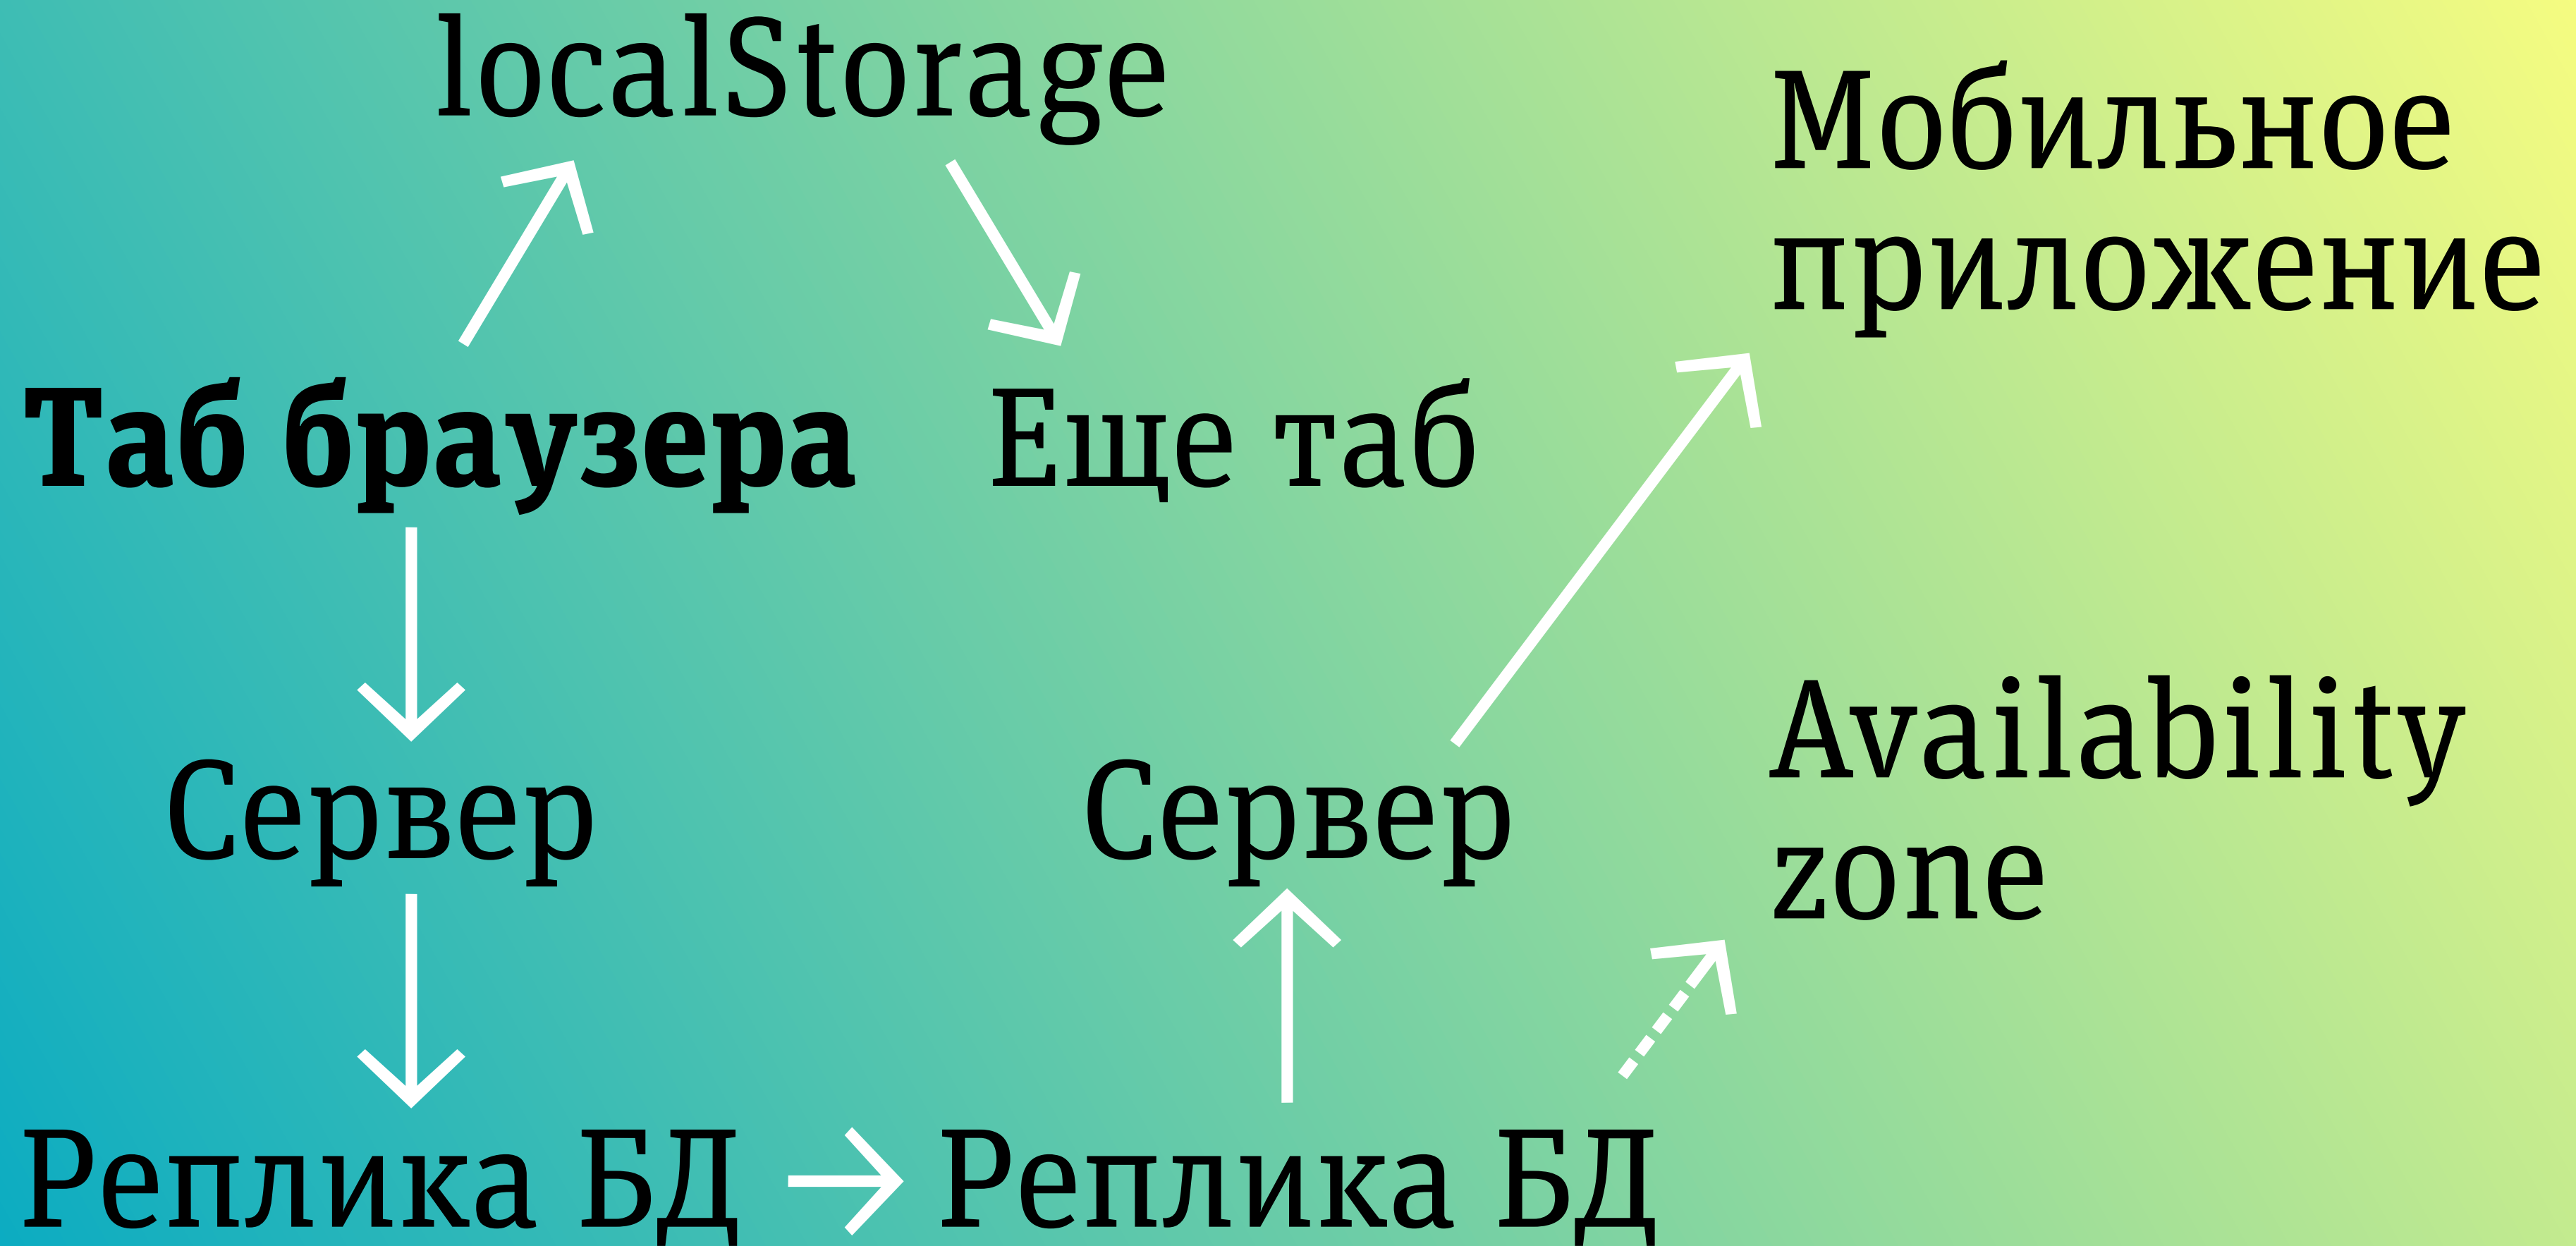 localStorage
Мобильное
приложение
Таб браузера
Еще таб
Сервер
Сервер
Availability
zone
Реплика БД
Реплика БД